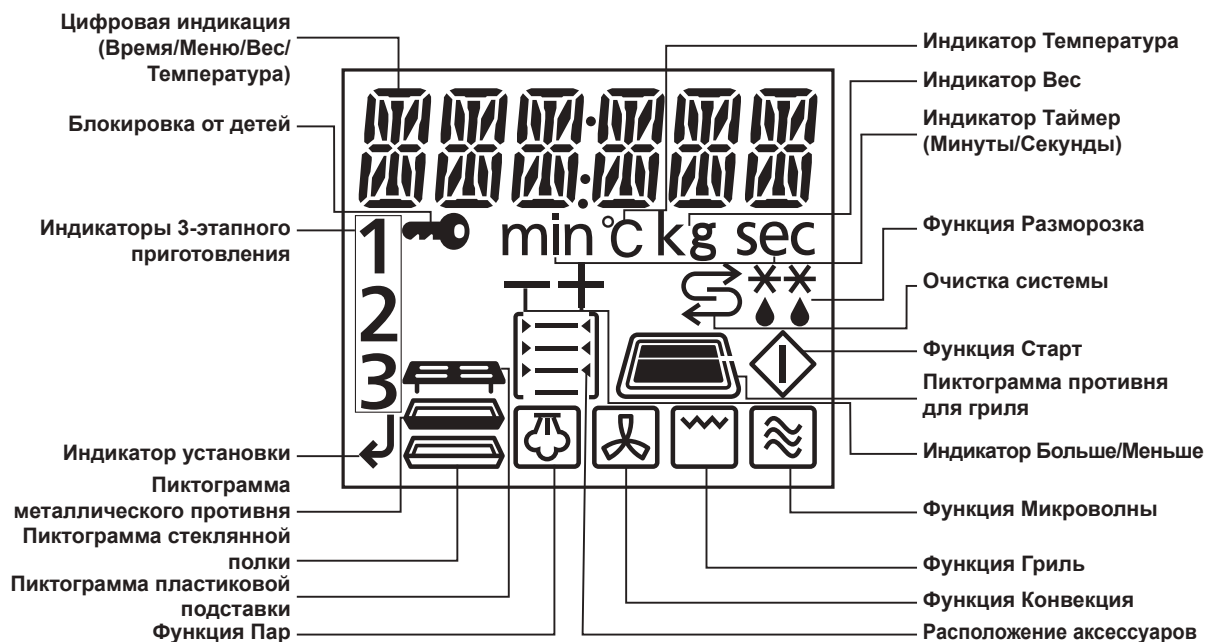 Цифровая индикация
(Время/Меню/Вес/
Температура)
Блокировка от детей
Индикаторы 3-этапного
приготовления
Индикатор установки
Пиктограмма
металлического противня
Пиктограмма стеклянной
полки
Пиктограмма пластиковой
подставки
Функция Пар
min °C kg sec
1
2
3
Индикатор Температура
Индикатор Вес
Индикатор Таймер
(Минуты/Секунды)
Функция Разморозка
Очистка системы
Функция Старт
Пиктограмма противня
для гриля
Индикатор Больше/Меньше
Функция Микроволны
Функция Гриль
Функция Конвекция
Расположение аксессуаров